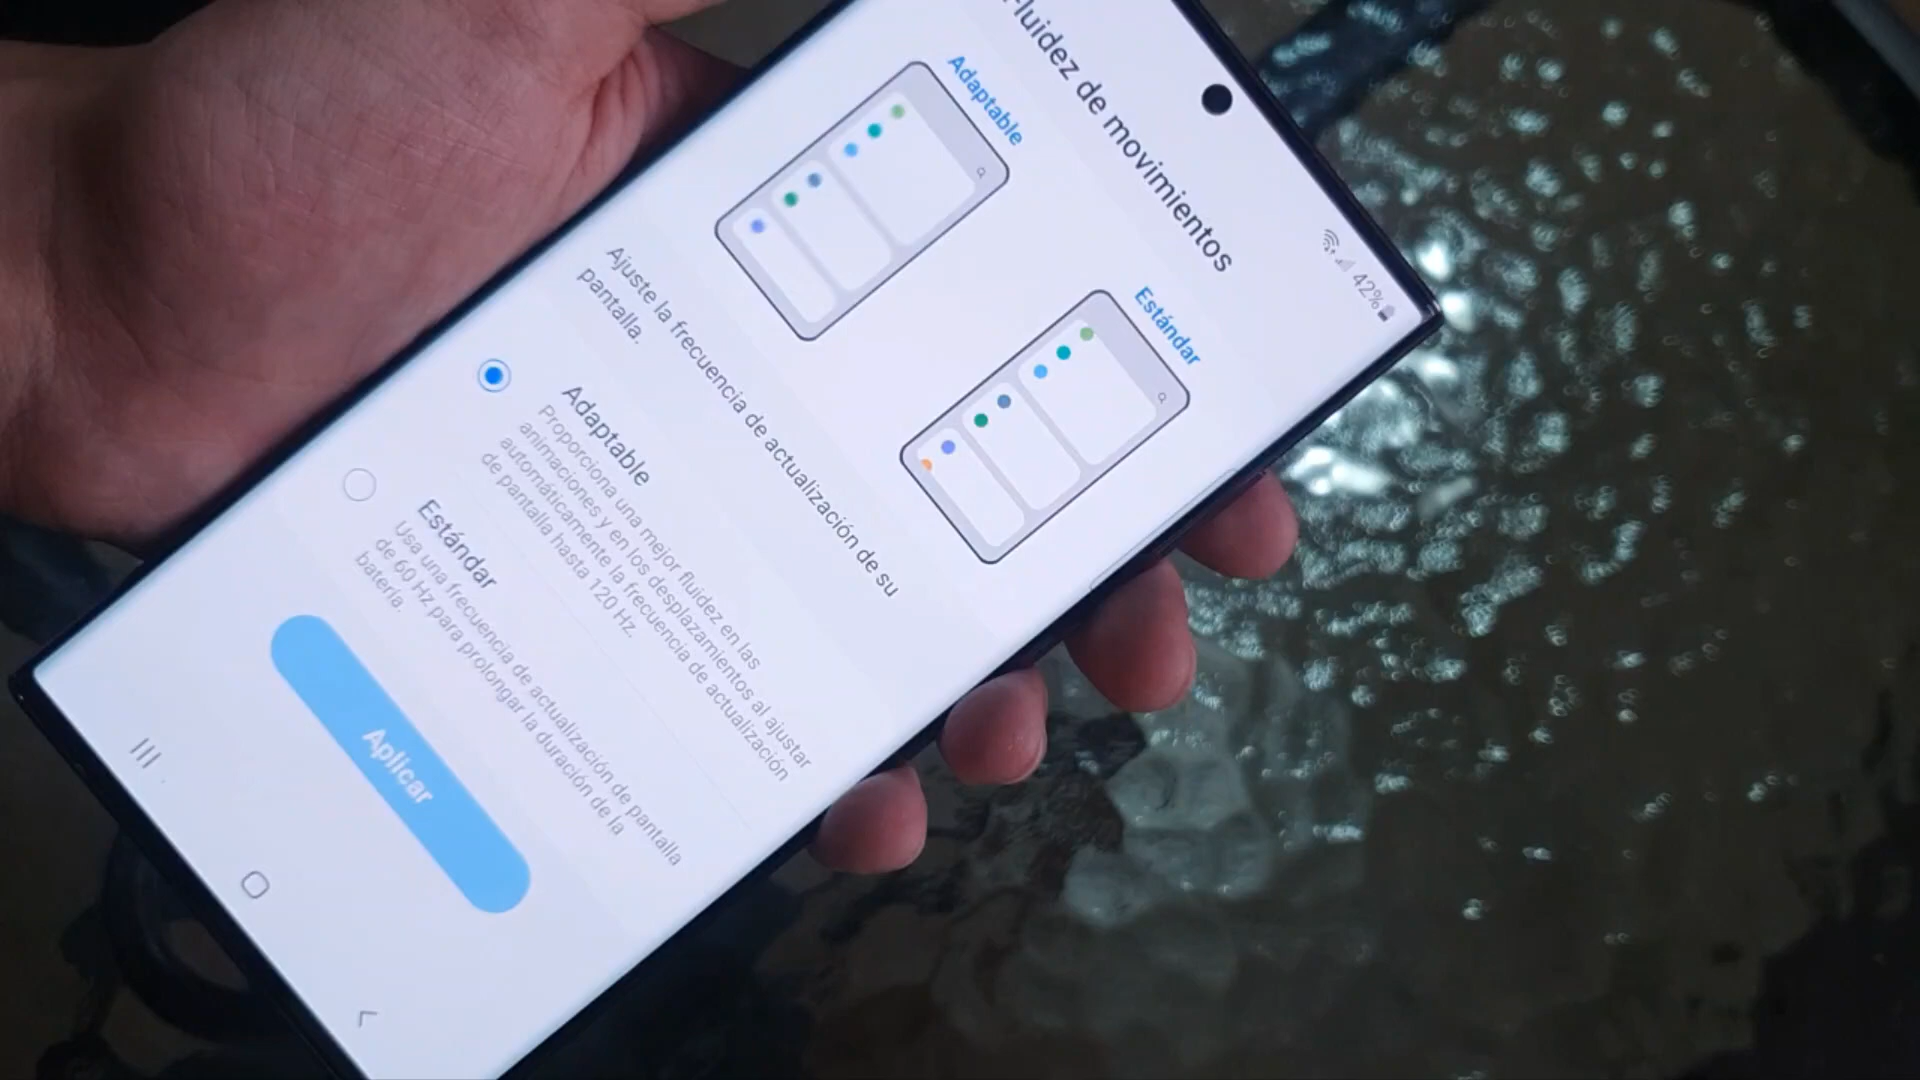 42%
Fluidez de movimientos
Adaptable
Estándar
Ajuste la frecuencia de actualización de su
pantalla.
Adaptable
Proporciona una mejor fluidez en las
animaciones y en los desplazamientos al ajustar
automáticamente la frecuencia de actualización
de pantalla hasta 120 Hz.
Estándar
Usa una frecuencia de actualización de pantalla
de 60 Hz para prolongar la duración de la
batería.
Aplicar